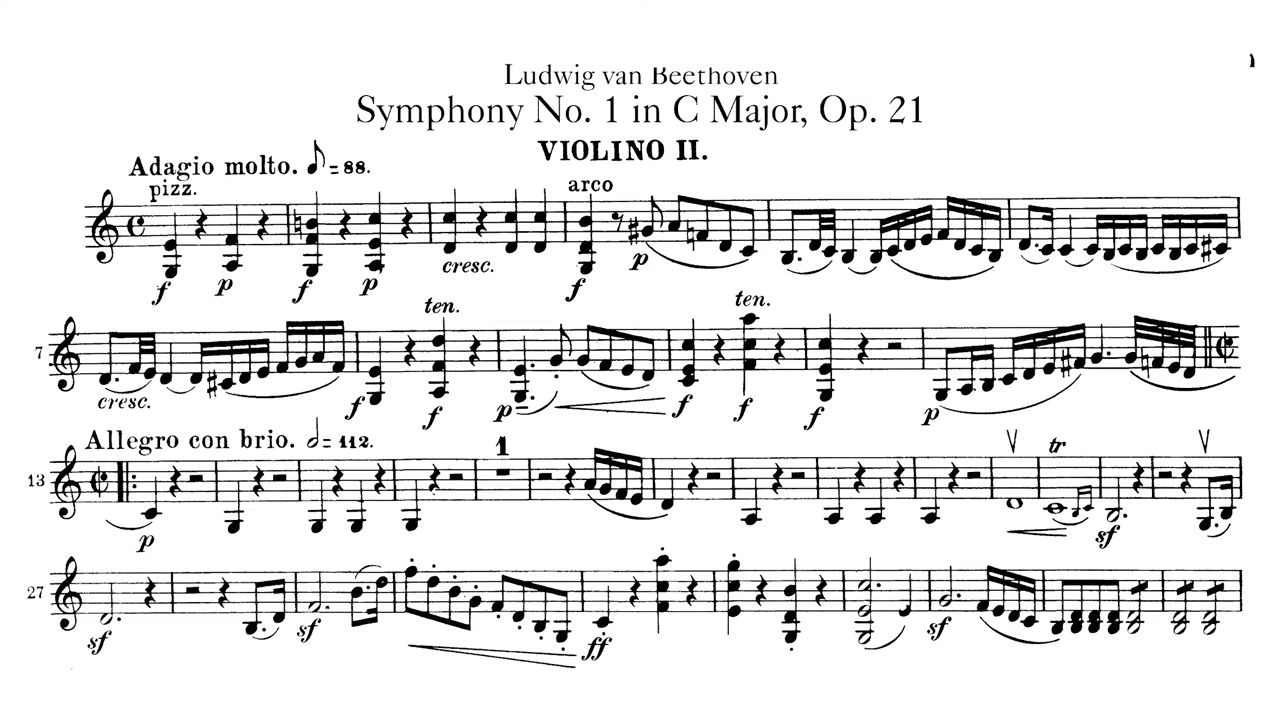 1
Ludwig van Beethoven
Symphony No. 1 in C Major, Op. 21
VIOLINO II.
Adagio molto. ♪ = 88.
pizz. arco
cresc. p
f p f p f
ten. ten.
7
cresc. f f p f f f p
Allegro con brio. 𝅗𝅥 = 112.
1 tr
13
p sf
27
sf sf ff sf